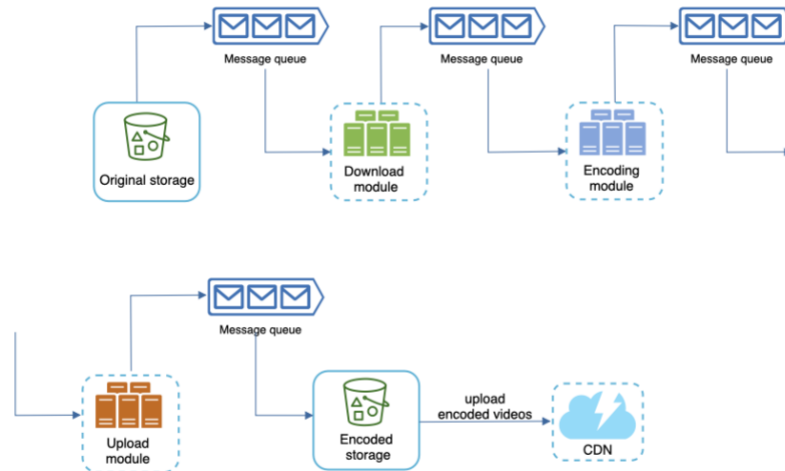 Message queue
Message queue
Message queue
Original storage
Download
module
Encoding
module
Message queue
Upload
module
Encoded
storage
upload
encoded videos
CDN